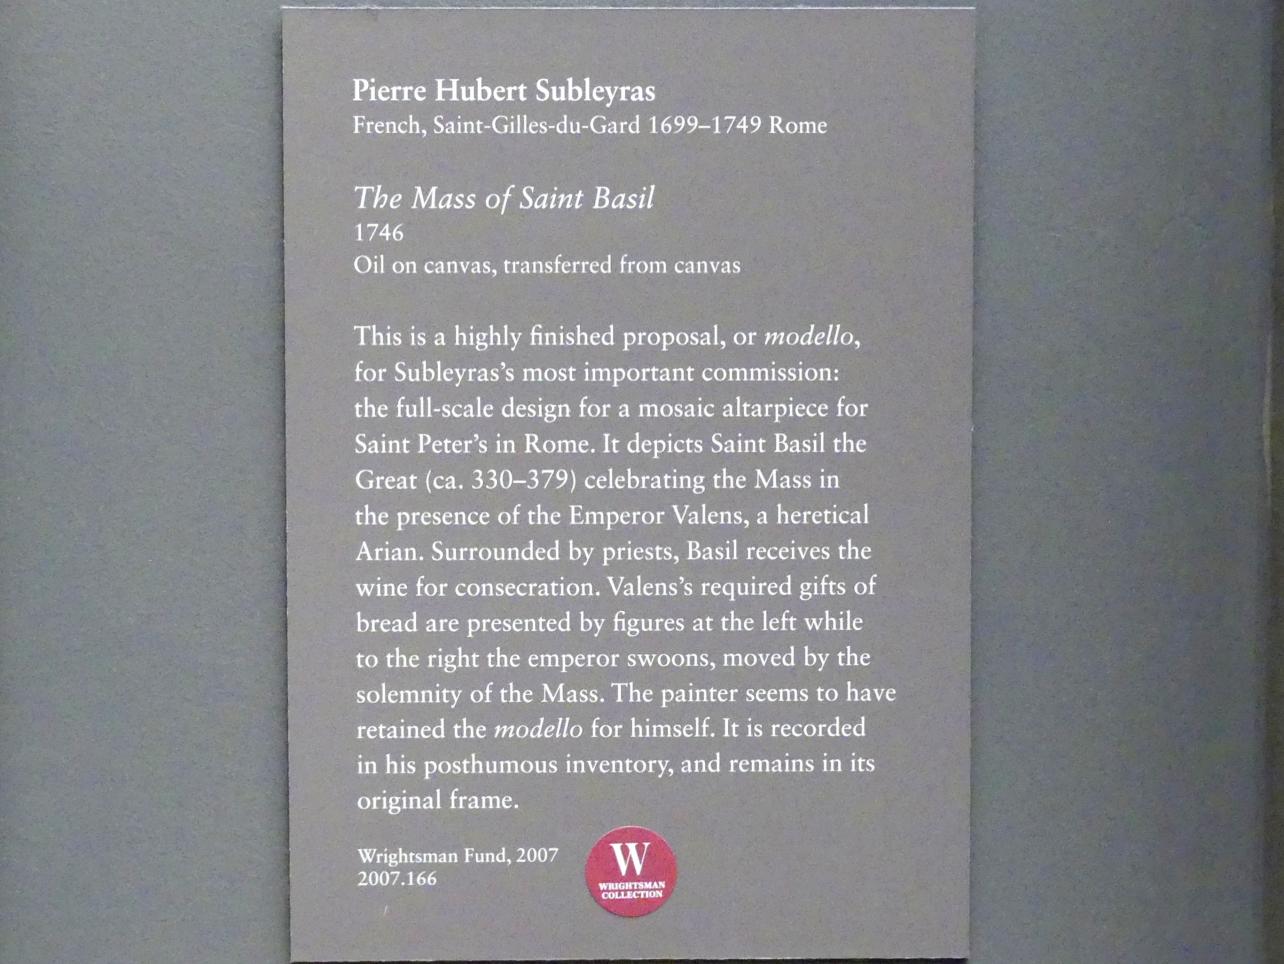 Pierre Hubert Subleyras
French, Saint-Gilles-du-Gard 1699–1749 Rome
The Mass of Saint Basil
1746
Oil on canvas, transferred from canvas
This is a highly finished proposal, or modello,
for Subleyras’s most important commission:
the full-scale design for a mosaic altarpiece for
Saint Peter’s in Rome. It depicts Saint Basil the
Great (ca. 330–379) celebrating the Mass in
the presence of the Emperor Valens, a heretical
Arian. Surrounded by priests, Basil receives the
wine for consecration. Valens’s required gifts of
bread are presented by figures at the left while
to the right the emperor swoons, moved by the
solemnity of the Mass. The painter seems to have
retained the modello for himself. It is recorded
in his posthumous inventory, and remains in its
original frame.
Wrightsman Fund, 2007
2007.166
W
WRIGHTSMAN
COLLECTION